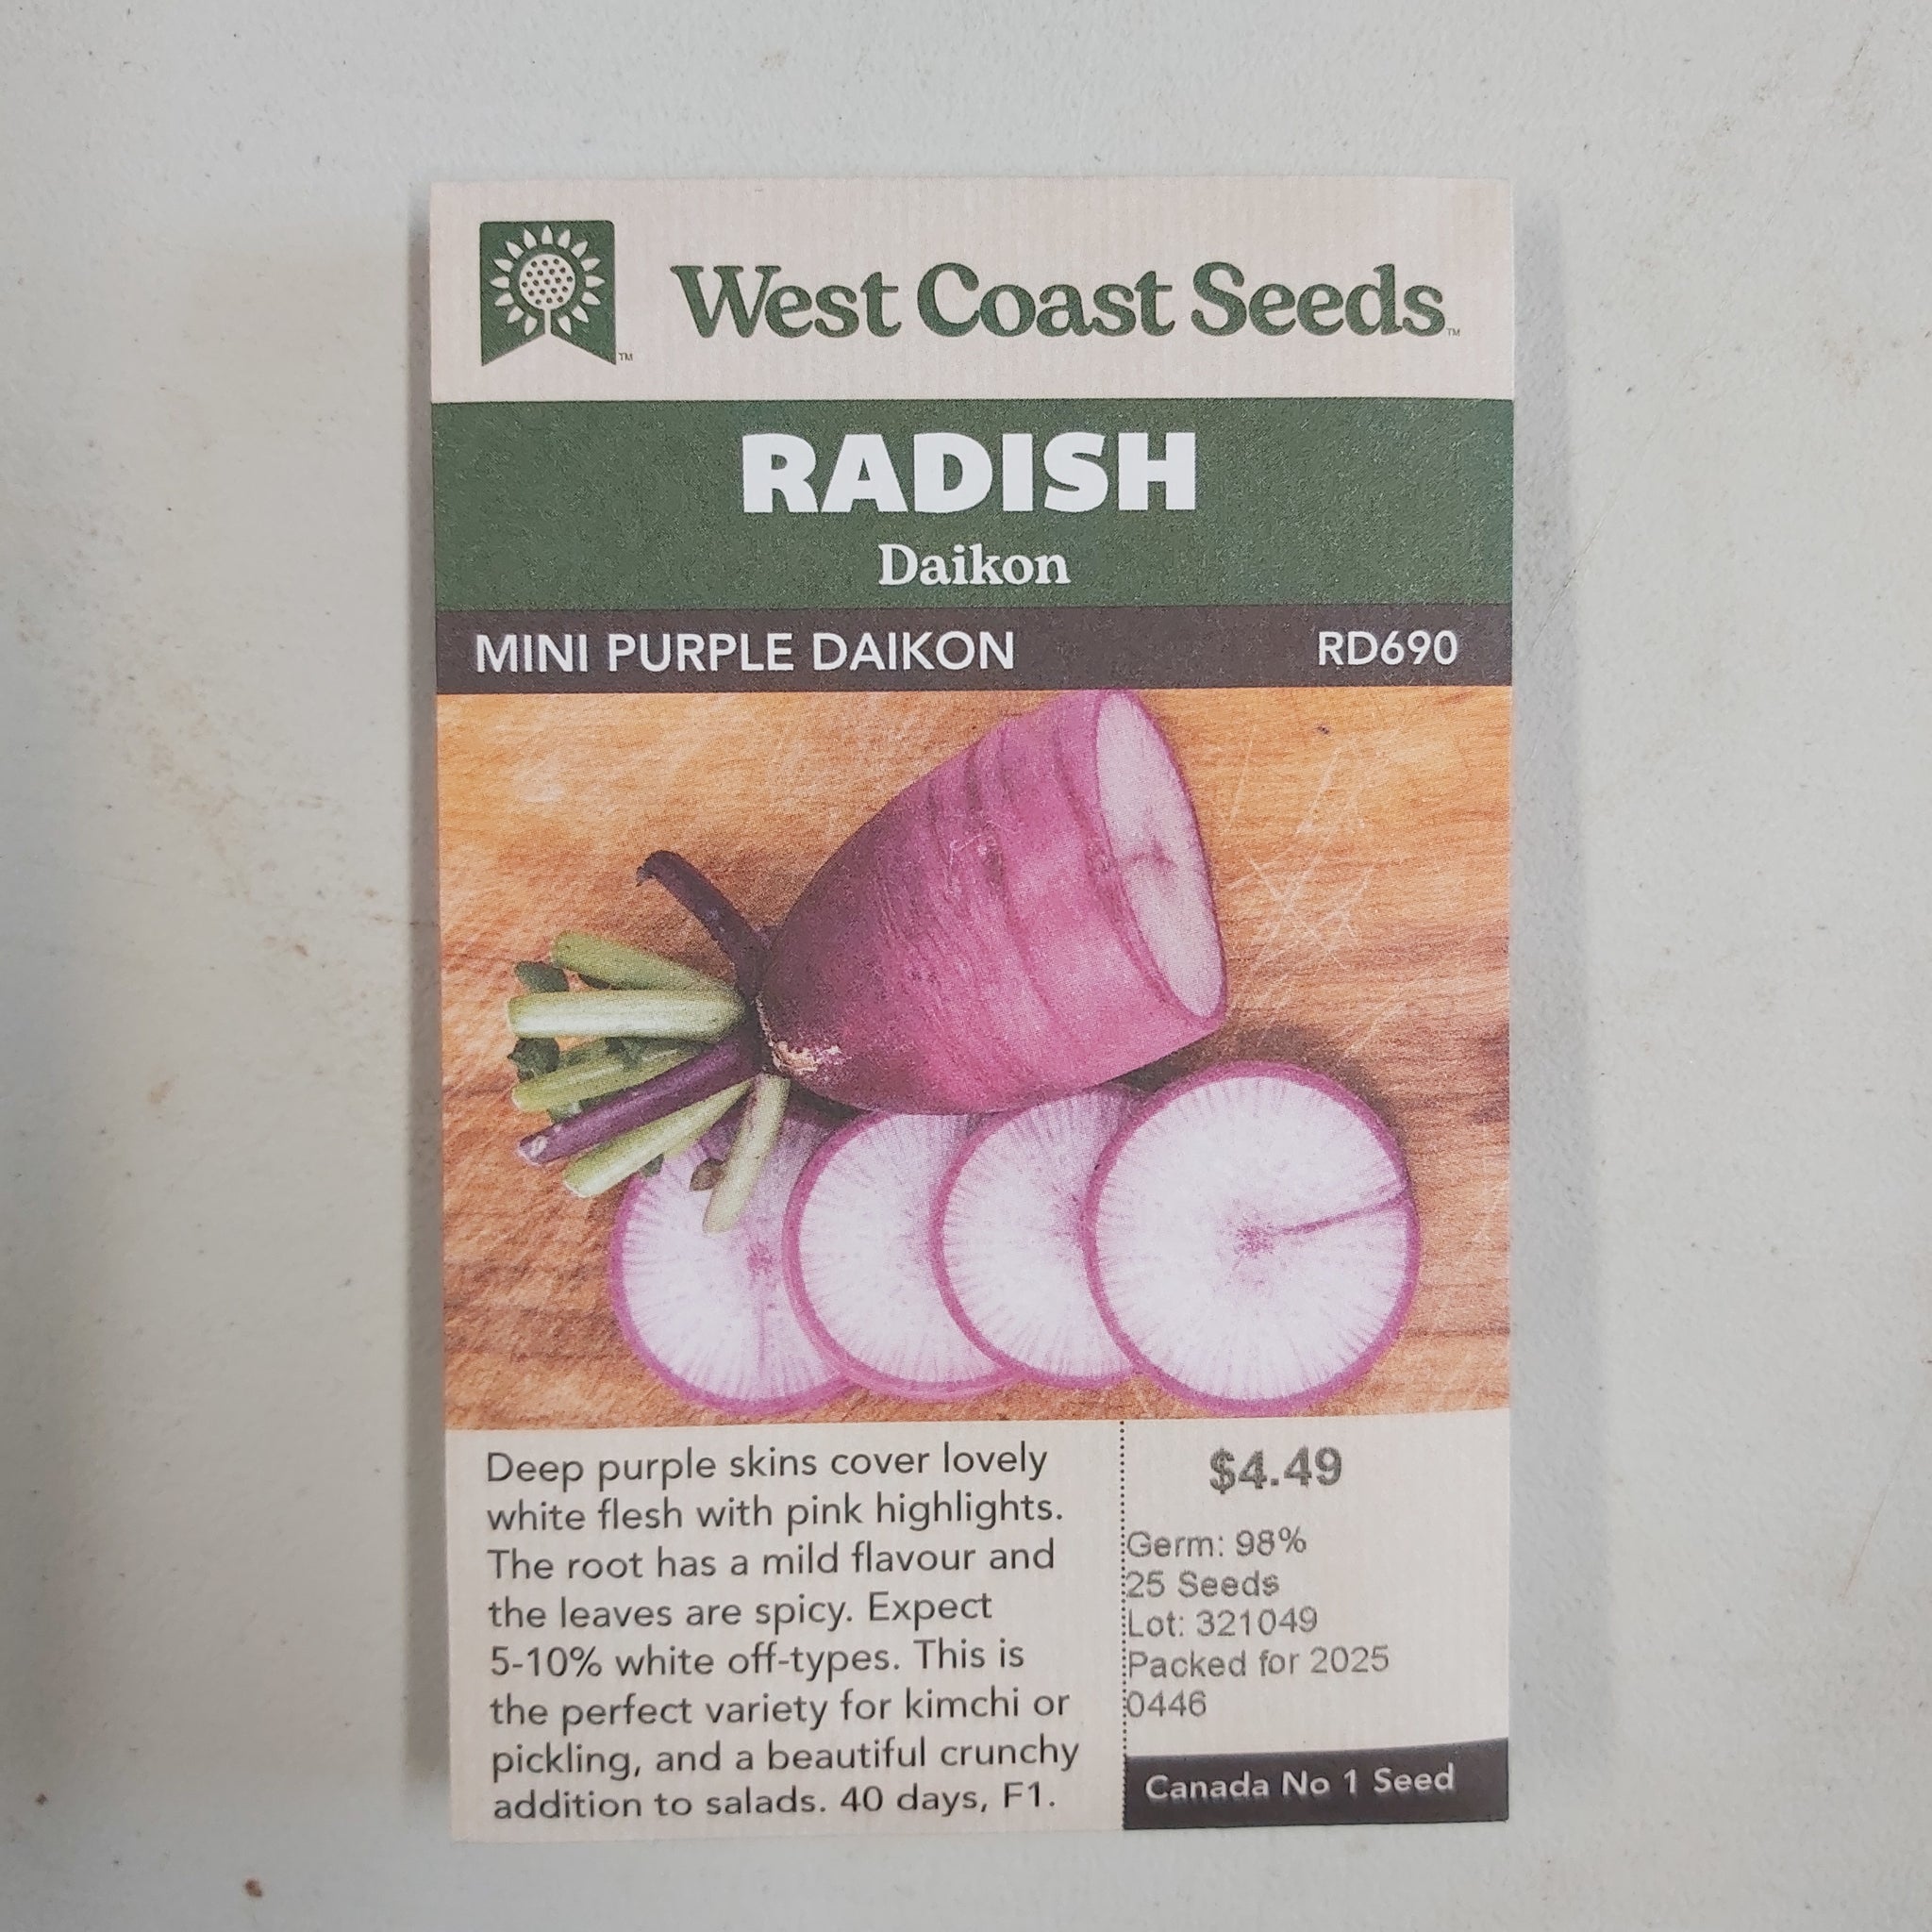 West Coast Seeds™
™
RADISH
Daikon
MINI PURPLE DAIKON RD690
Deep purple skins cover lovely
white flesh with pink highlights.
The root has a mild flavour and
the leaves are spicy. Expect
5-10% white off-types. This is
the perfect variety for kimchi or
pickling, and a beautiful crunchy
addition to salads. 40 days, F1.
$4.49
Germ: 98%
25 Seeds
Lot: 321049
Packed for 2025
0446
Canada No 1 Seed